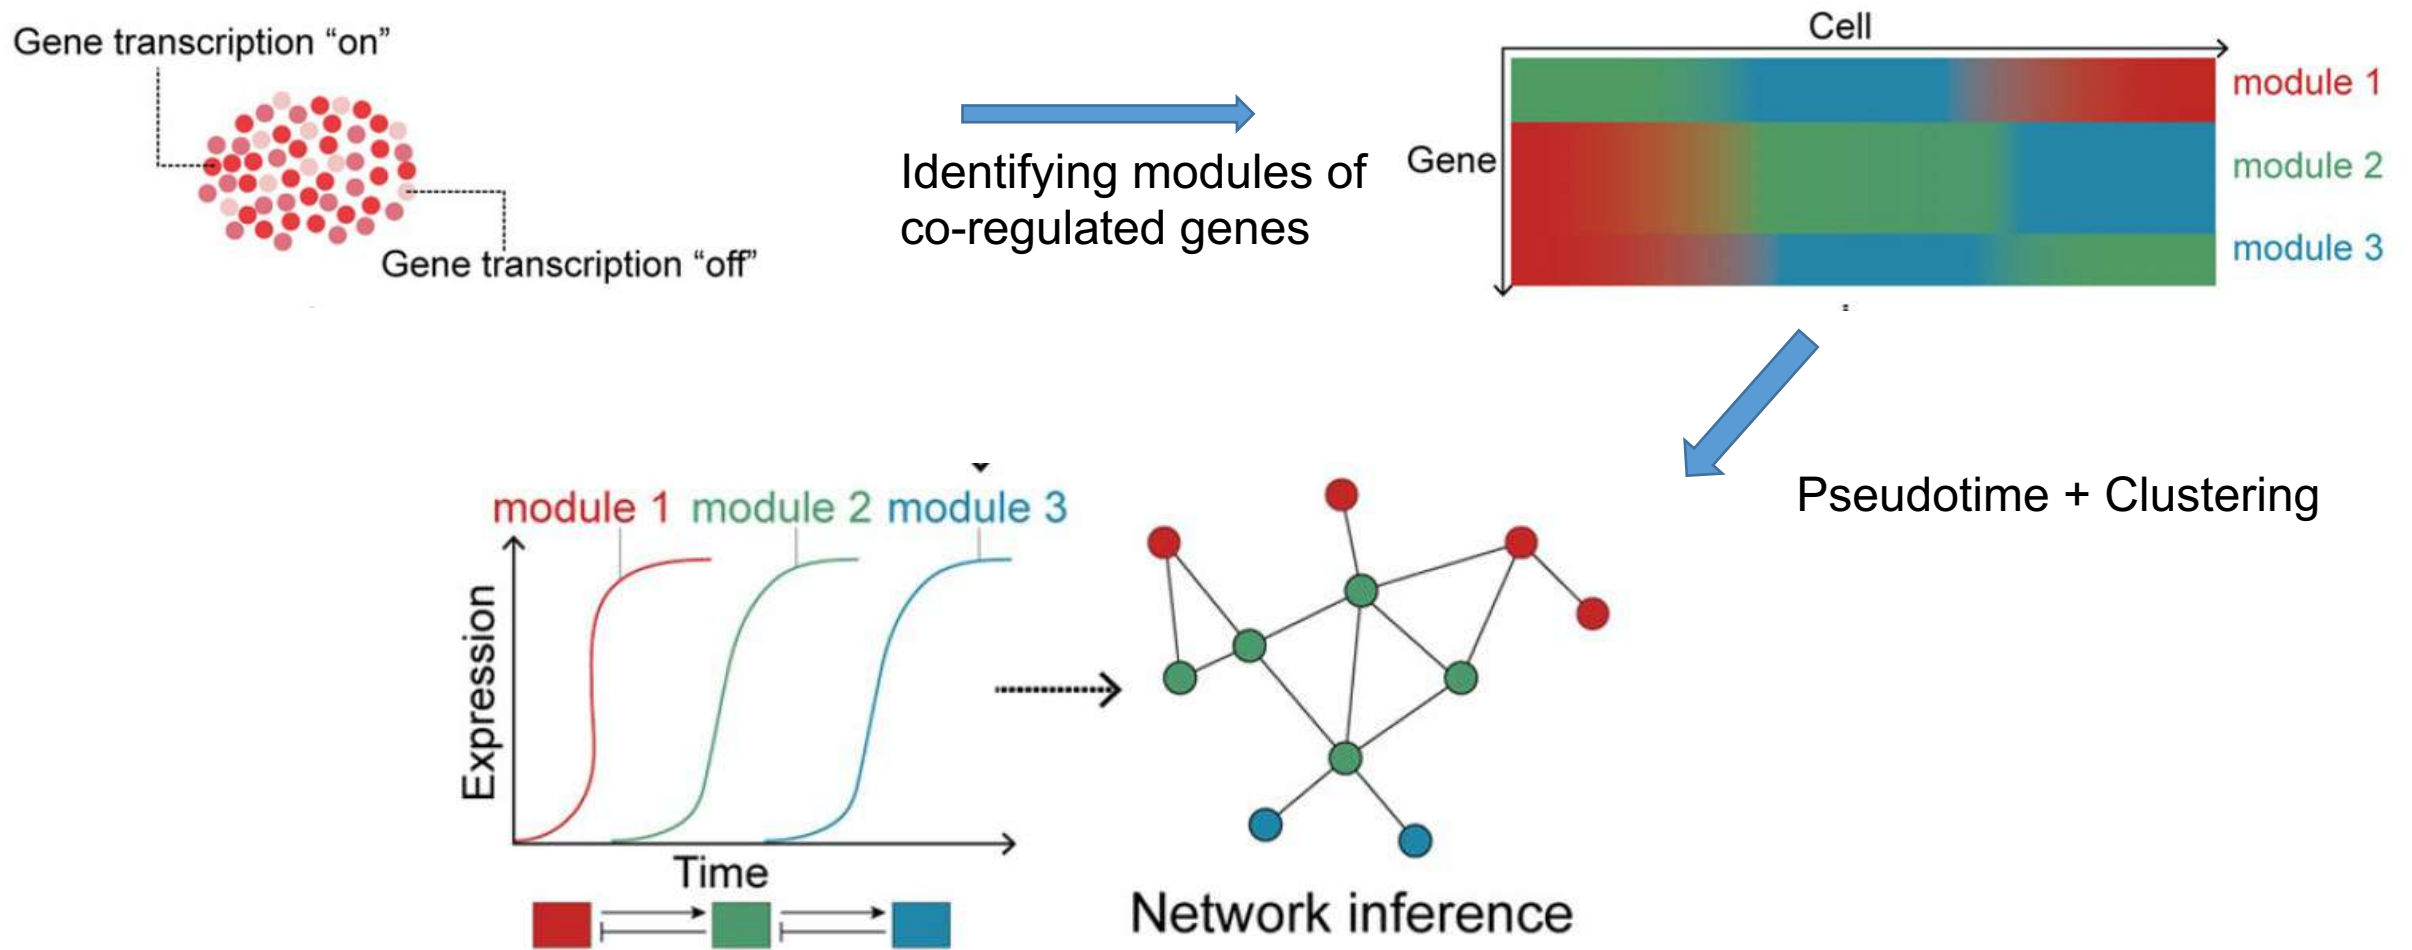 Gene transcription “on”
Gene transcription “off”
Identifying modules of
co-regulated genes
Cell
Gene
module 1
module 2
module 3
Pseudotime + Clustering
module 1 module 2 module 3
Expression
Time
Network inference